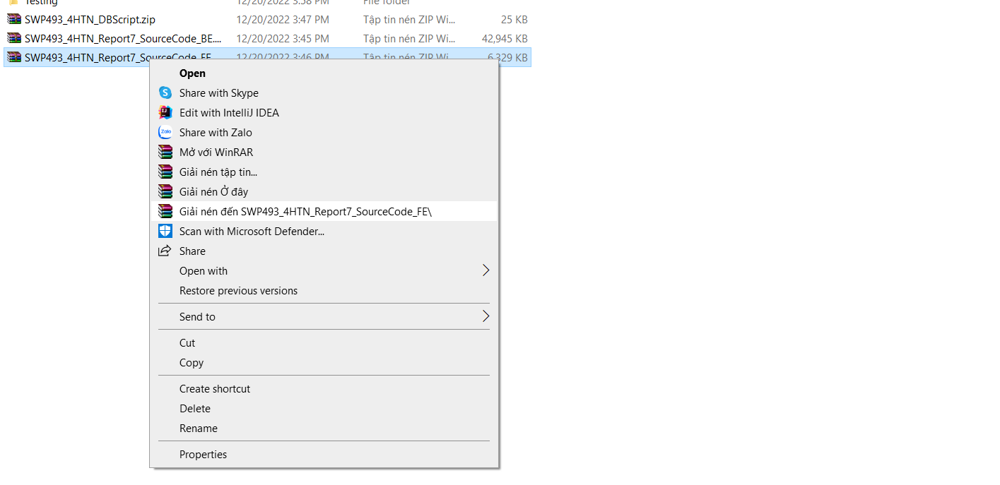 Testing 12/20/2022 3:58 PM File folder
SWP493_4HTN_DBScript.zip 12/20/2022 3:47 PM Tập tin nén ZIP Wi... 25 KB
SWP493_4HTN_Report7_SourceCode_BE.... 12/20/2022 3:45 PM Tập tin nén ZIP Wi... 42,945 KB
SWP493_4HTN_Report7_SourceCode_FE 12/20/2022 3:46 PM Tập tin nén ZIP Wi 6,329 KB
Open
S
Share with Skype
IJ
Edit with IntelliJ IDEA
Zalo
Share with Zalo
Mở với WinRAR
Giải nén tập tin...
Giải nén Ở đây
Giải nén đến SWP493_4HTN_Report7_SourceCode_FE\
Scan with Microsoft Defender...
Share
Open with
Restore previous versions
Send to
Cut
Copy
Create shortcut
Delete
Rename
Properties